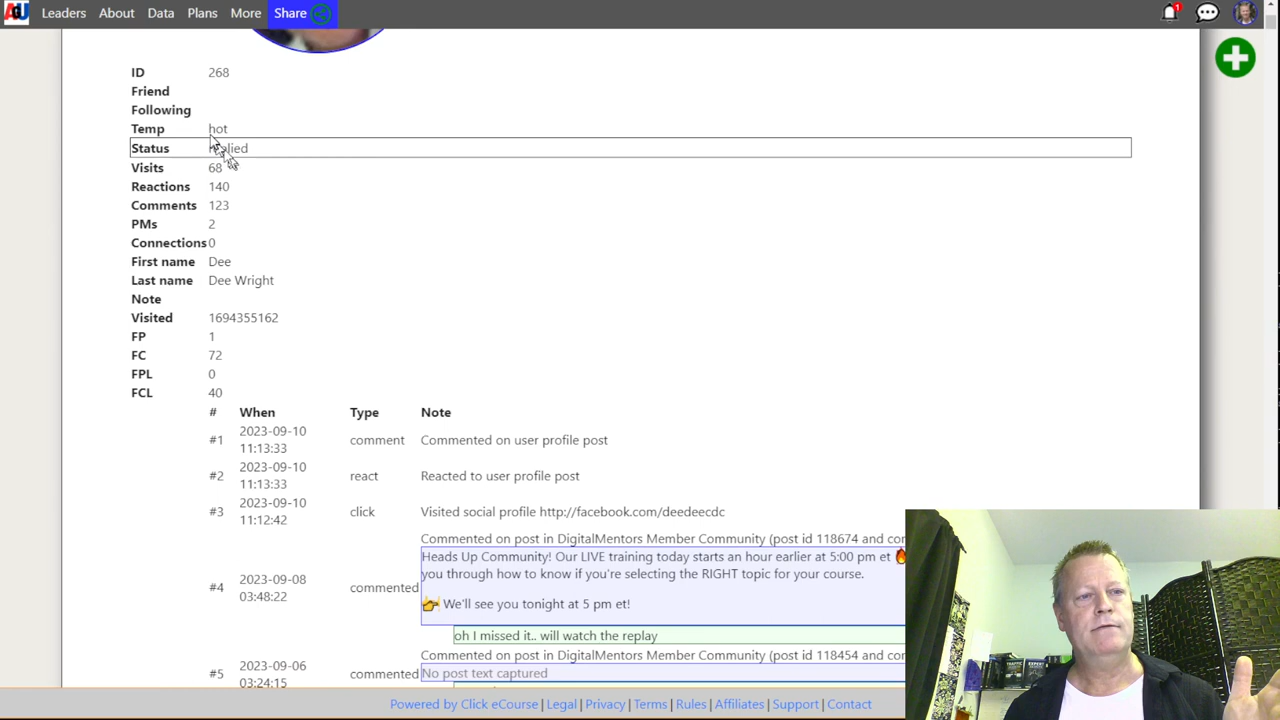 Leaders About Data Plans More Share 1
ID 268
Friend
Following
Temp hot
Status
Visits 68
Reactions 140
Comments 123
PMs 2
Connections 0
First name Dee
Last name Dee Wright
Note
Visited 1694355162
FP 1
FC 72
FPL 0
FCL 40
# When Type Note
#1 2023-09-10 11:13:33 comment Commented on user profile post
#2 2023-09-10 11:13:33 react Reacted to user profile post
#3 2023-09-10 11:12:42 click Visited social profile http://facebook.com/deedeecdc
Commented on post in DigitalMentors Member Community (post id 118674 and
Heads Up Community! Our LIVE training today starts an hour earlier at 5:00 pm et 🔥
you through how to know if you're selecting the RIGHT topic for your course.
#4 2023-09-08 03:48:22 commented
👉 We'll see you tonight at 5 pm et!
oh I missed it.. will watch the replay
Commented on post in DigitalMentors Member Community (post id 118454 and
#5 2023-09-06 03:24:15 commented No post text captured
Powered by Click eCourse | Legal | Privacy | Terms | Rules | Affiliates | Support | Contact
TRAFFIC EXPERT